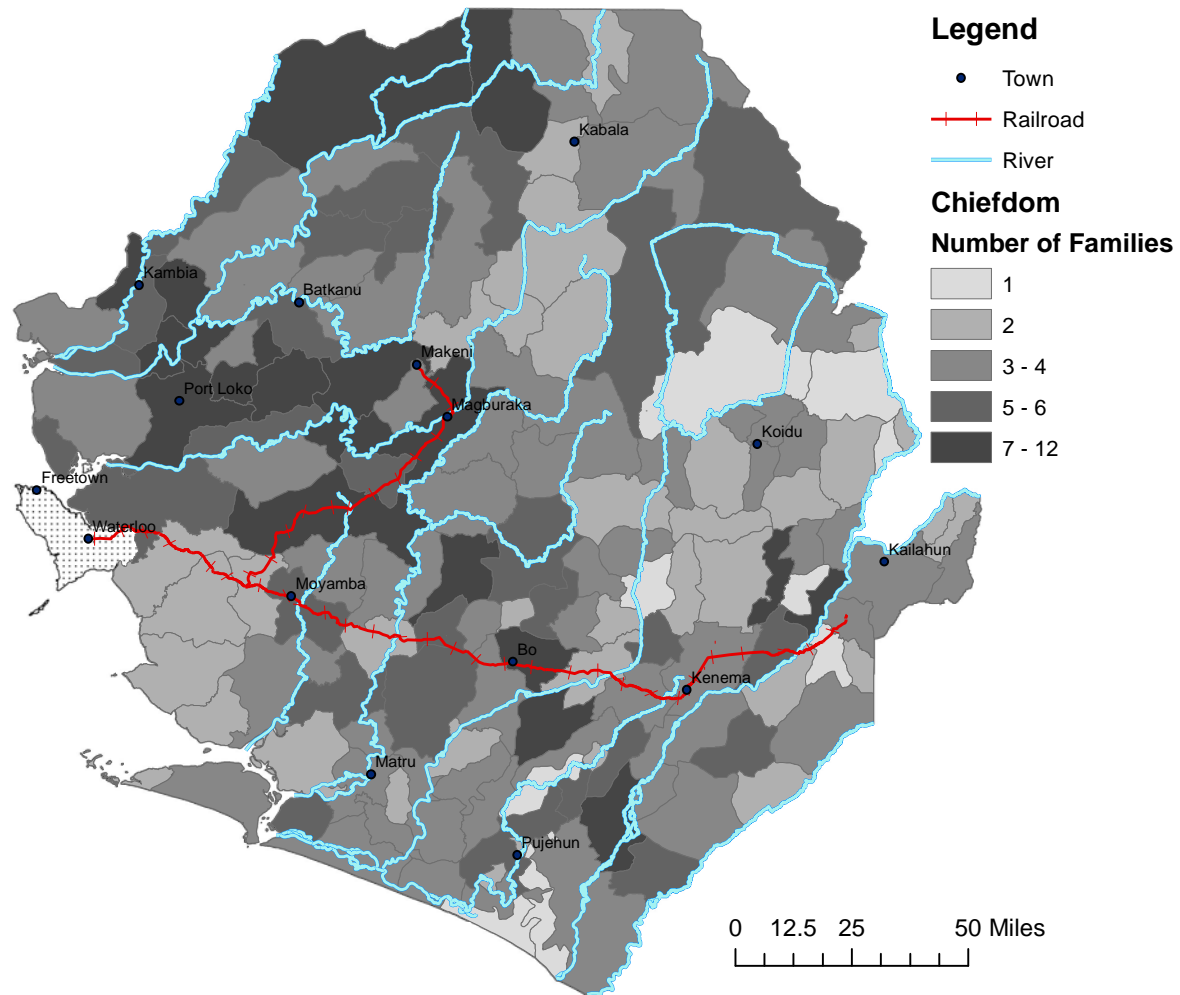 Legend
Town
Railroad
River
Chiefdom
Number of Families
1
2
3 - 4
5 - 6
7 - 12
Kabala
Kambia
Batkanu
Makeni
Port Loko
Magburaka
Koidu
Freetown
Waterloo
Kailahun
Moyamba
Bo
Kenema
Matru
Pujehun
0 12.5 25 50 Miles